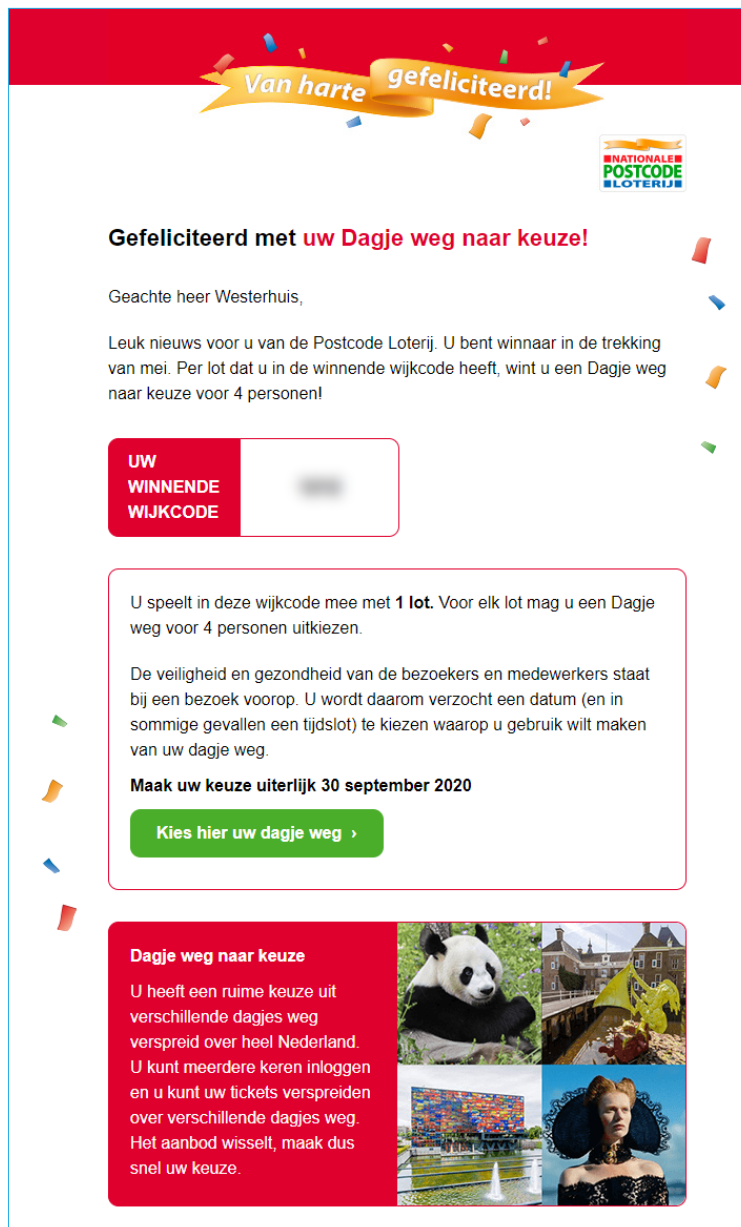 Van harte gefeliciteerd!
NATIONALE
POSTCODE
LOTERIJ
Gefeliciteerd met uw Dagje weg naar keuze!
Geachte heer Westerhuis,
Leuk nieuws voor u van de Postcode Loterij. U bent winnaar in de trekking
van mei. Per lot dat u in de winnende wijkcode heeft, wint u een Dagje weg
naar keuze voor 4 personen!
UW
WINNENDE
WIJKCODE
U speelt in deze wijkcode mee met 1 lot. Voor elk lot mag u een Dagje
weg voor 4 personen uitkiezen.
De veiligheid en gezondheid van de bezoekers en medewerkers staat
bij een bezoek voorop. U wordt daarom verzocht een datum (en in
sommige gevallen een tijdslot) te kiezen waarop u gebruik wilt maken
van uw dagje weg.
Maak uw keuze uiterlijk 30 september 2020
Kies hier uw dagje weg ›
Dagje weg naar keuze
U heeft een ruime keuze uit
verschillende dagjes weg
verspreid over heel Nederland.
U kunt meerdere keren inloggen
en u kunt uw tickets verspreiden
over verschillende dagjes weg.
Het aanbod wisselt, maak dus
snel uw keuze.